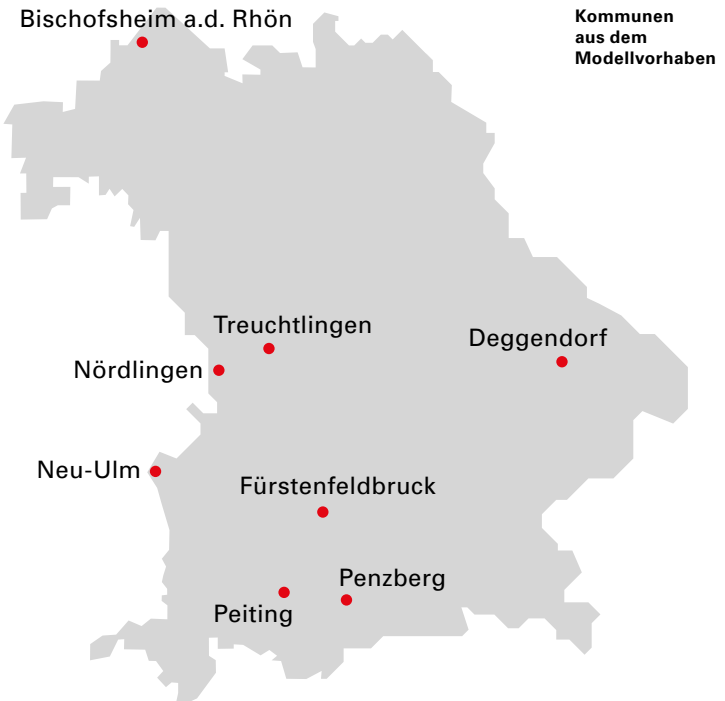 Bischofsheim a.d. Rhön
Kommunen
aus dem
Modellvorhaben
Treuchtlingen
Deggendorf
Nördlingen
Neu-Ulm
Fürstenfeldbruck
Penzberg
Peiting